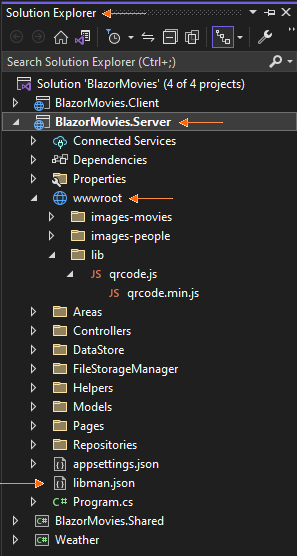 Solution Explorer
Search Solution Explorer (Ctrl+;)
Solution 'BlazorMovies' (4 of 4 projects)
BlazorMovies.Client
BlazorMovies.Server
Connected Services
Dependencies
Properties
wwwroot
images-movies
images-people
lib
JS qrcode.js
JS qrcode.min.js
Areas
Controllers
DataStore
FileStorageManager
Helpers
Models
Pages
Repositories
appsettings.json
libman.json
C# Program.cs
C# BlazorMovies.Shared
C# Weather